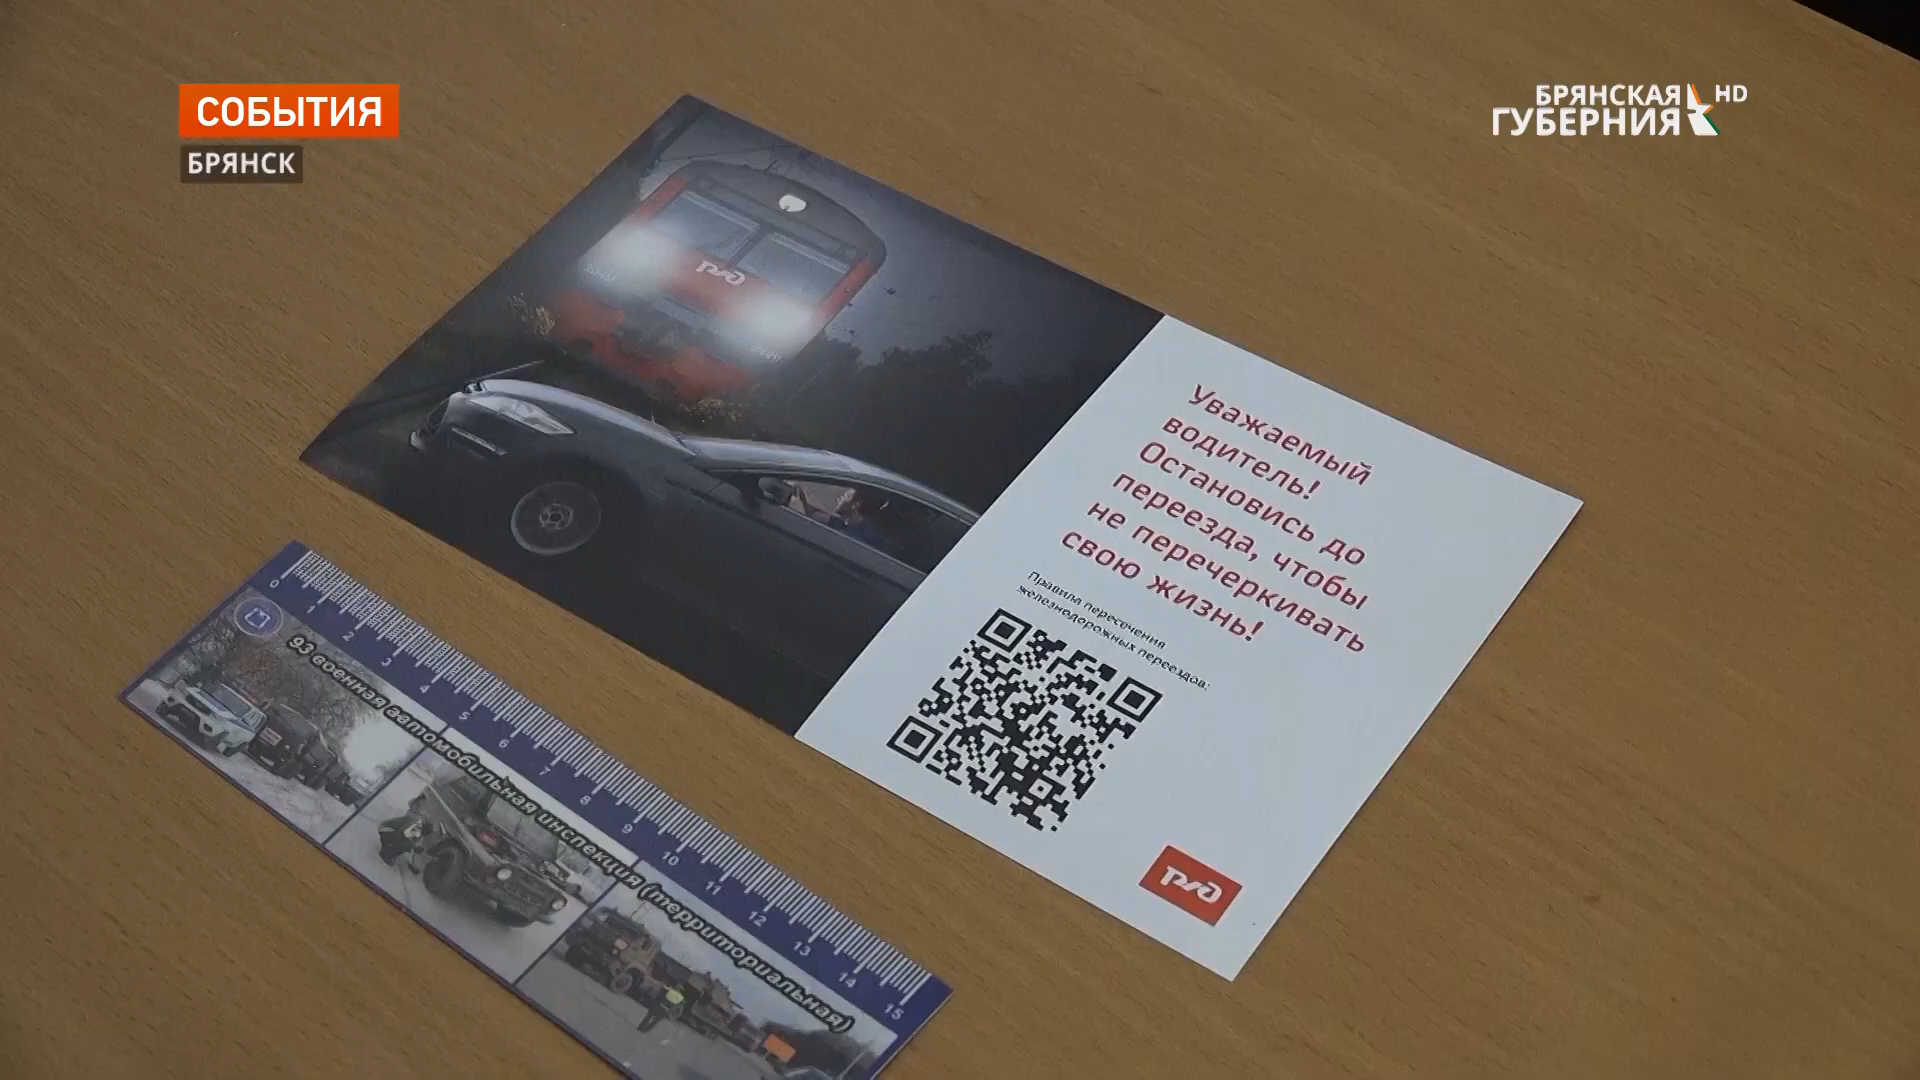 СОБЫТИЯ
БРЯНСК
БРЯНСКАЯ HD
ГУБЕРНИЯ
РЖД
Уважаемый
водитель!
Остановись до
переезда, чтобы
не перечеркивать
свою жизнь!
Правила пересечения
железнодорожных переездов:
РЖД
0 1 2 3 4 5 6 7 8 9 10 11 12 13 14 15
93 военная автомобильная инспекция (территориальная)